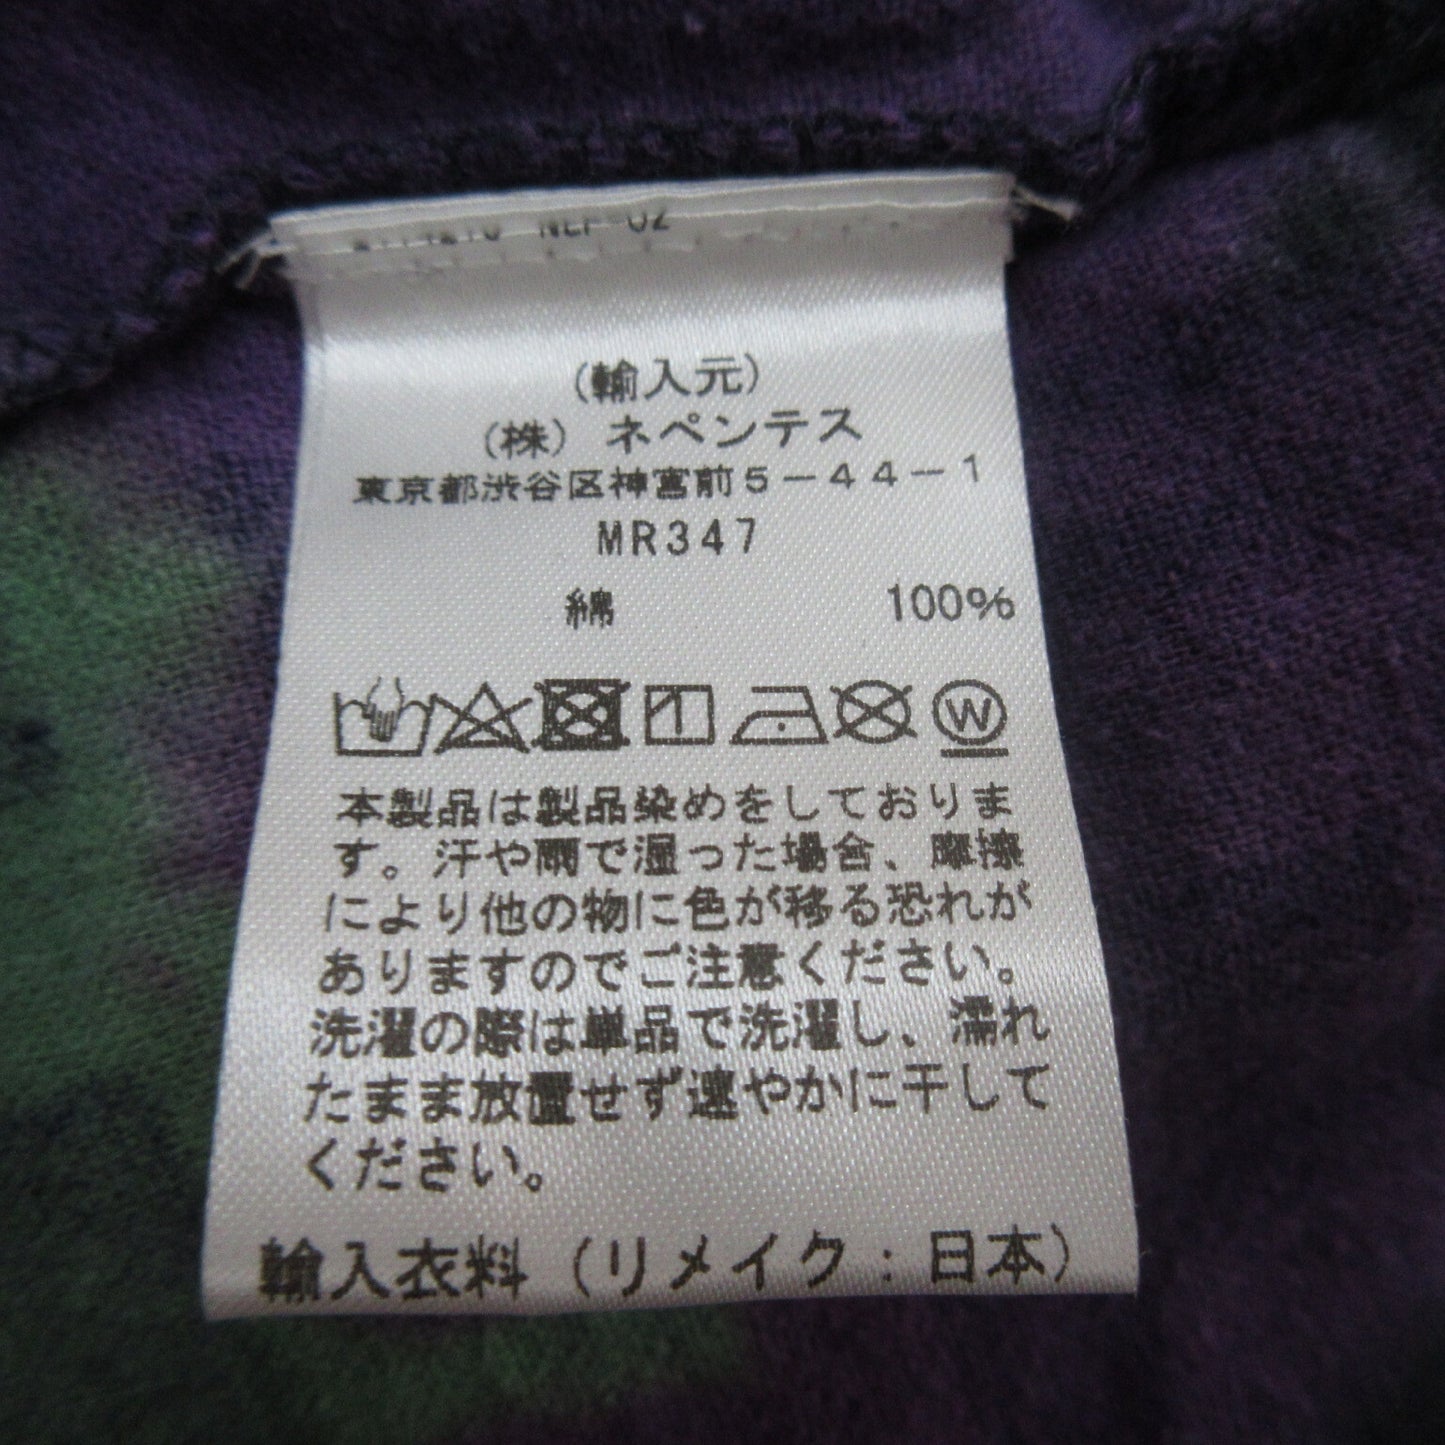 (輸入元)
(株) ネペンテス
東京都渋谷区神宮前5-44-1
MR347
綿 100%
W
本製品は製品染めをしておりま
す。汗や雨で湿った場合、摩擦
により他の物に色が移る恐れが
ありますのでご注意ください。
洗濯の際は単品で洗濯し、濡れ
たまま放置せず速やかに干して
ください。
輸入衣料(リメイク:日本)